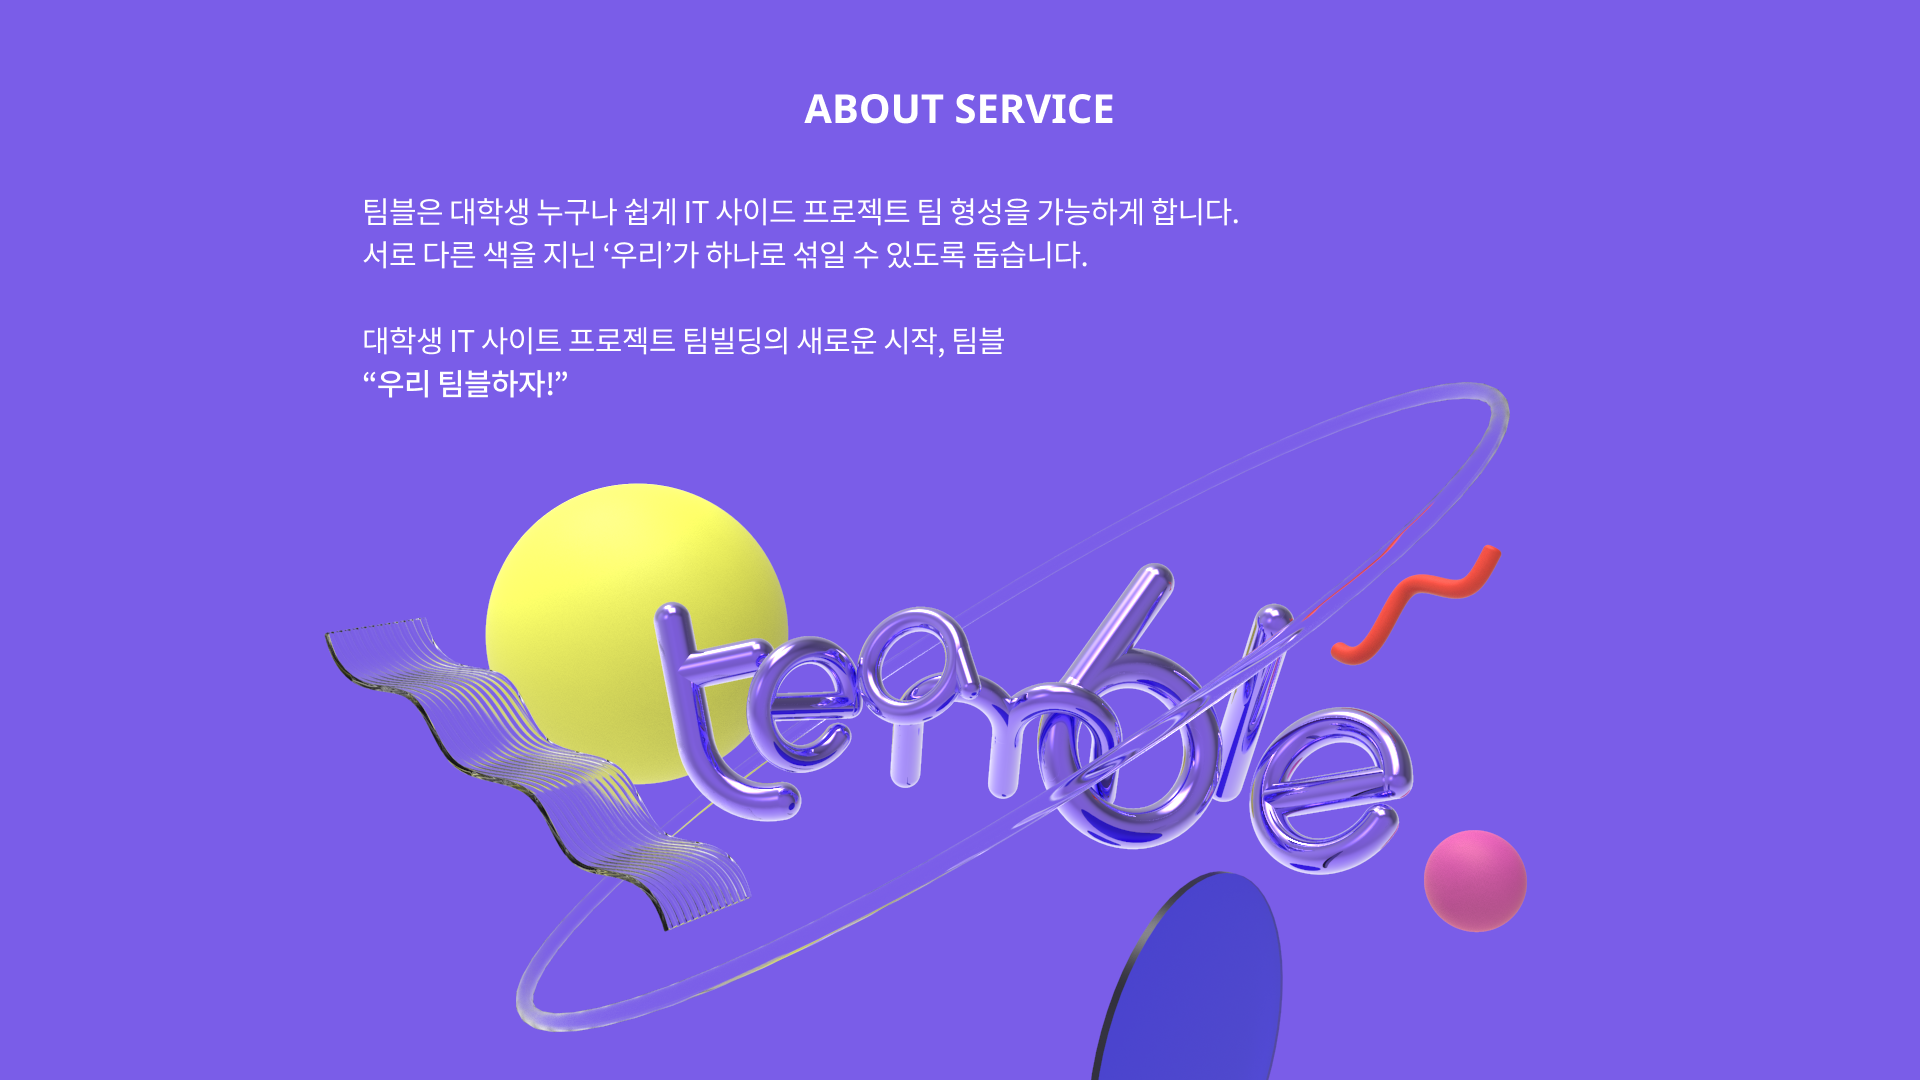 ABOUT SERVICE
팀블은 대학생 누구나 쉽게 IT 사이드 프로젝트 팀 형성을 가능하게 합니다.
서로 다른 색을 지닌 ‘우리’가 하나로 섞일 수 있도록 돕습니다.
대학생 IT 사이트 프로젝트 팀빌딩의 새로운 시작, 팀블
“우리 팀블하자!”
teamble